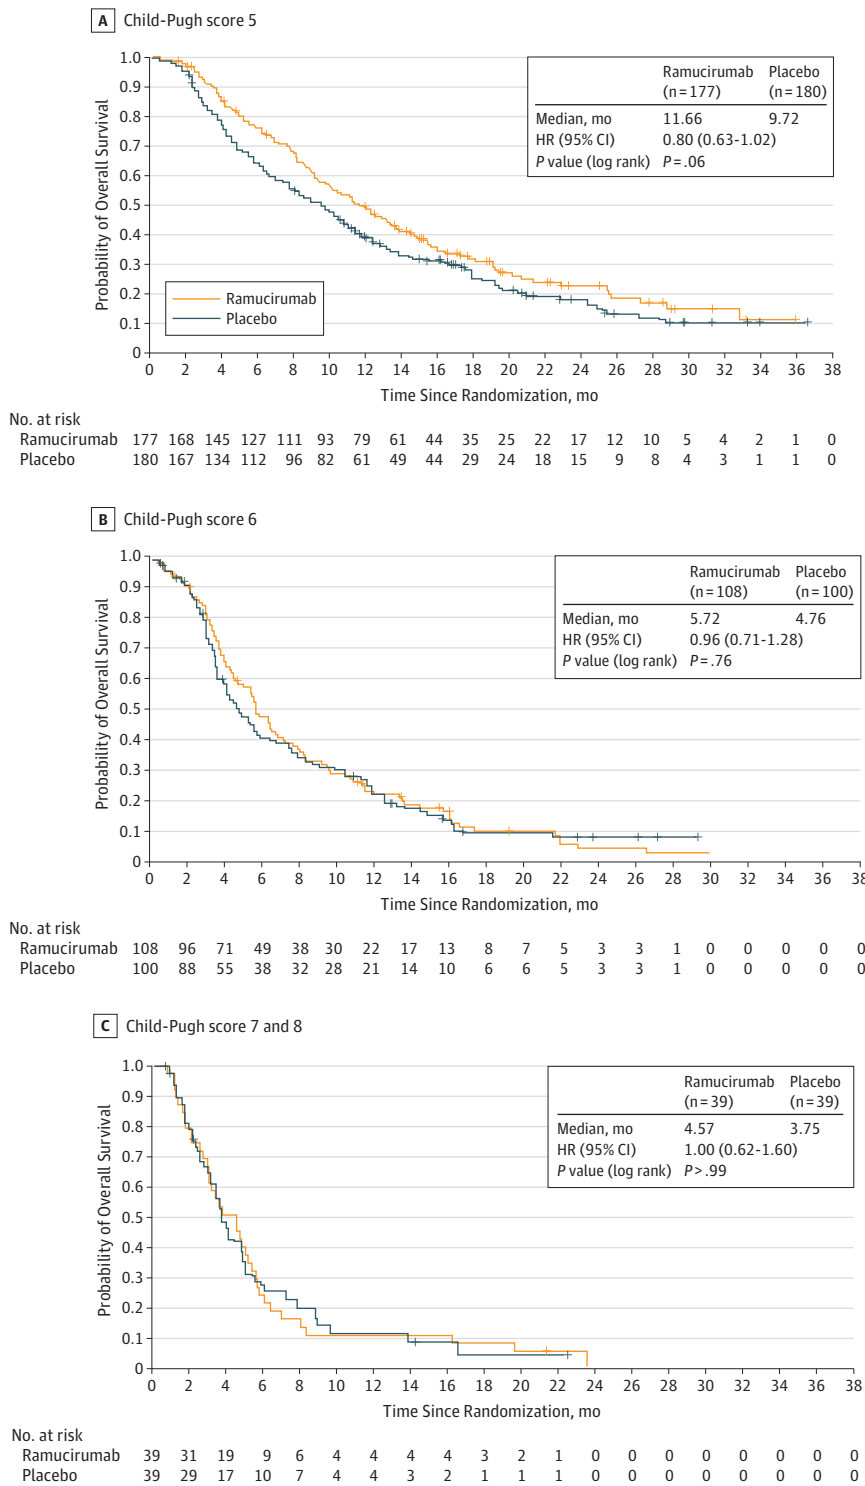 A Child-Pugh score 5
1.0
0.9
0.8
0.7
0.6
0.5
0.4
0.3
0.2
0.1
0
Probability of Overall Survival
Ramucirumab Placebo
(n=177) (n=180)
Median, mo 11.66 9.72
HR (95% CI) 0.80 (0.63-1.02)
P value (log rank) P=.06
Ramucirumab
Placebo
0 2 4 6 8 10 12 14 16 18 20 22 24 26 28 30 32 34 36 38
Time Since Randomization, mo
No. at risk
Ramucirumab 177 168 145 127 111 93 79 61 44 35 25 22 17 12 10 5 4 2 1 0
Placebo 180 167 134 112 96 82 61 49 44 29 24 18 15 9 8 4 3 1 1 0
B Child-Pugh score 6
1.0
0.9
0.8
0.7
0.6
0.5
0.4
0.3
0.2
0.1
0
Probability of Overall Survival
Ramucirumab Placebo
(n=108) (n=100)
Median, mo 5.72 4.76
HR (95% CI) 0.96 (0.71-1.28)
P value (log rank) P=.76
0 2 4 6 8 10 12 14 16 18 20 22 24 26 28 30 32 34 36 38
Time Since Randomization, mo
No. at risk
Ramucirumab 108 96 71 49 38 30 22 17 13 8 7 5 3 3 1 0 0 0 0 0
Placebo 100 88 55 38 32 28 21 14 10 6 6 5 3 3 1 0 0 0 0 0
C Child-Pugh score 7 and 8
1.0
0.9
0.8
0.7
0.6
0.5
0.4
0.3
0.2
0.1
0
Probability of Overall Survival
Ramucirumab Placebo
(n=39) (n=39)
Median, mo 4.57 3.75
HR (95% CI) 1.00 (0.62-1.60)
P value (log rank) P>.99
0 2 4 6 8 10 12 14 16 18 20 22 24 26 28 30 32 34 36 38
Time Since Randomization, mo
No. at risk
Ramucirumab 39 31 19 9 6 4 4 4 4 3 2 1 0 0 0 0 0 0 0 0
Placebo 39 29 17 10 7 4 4 3 2 1 1 1 0 0 0 0 0 0 0 0